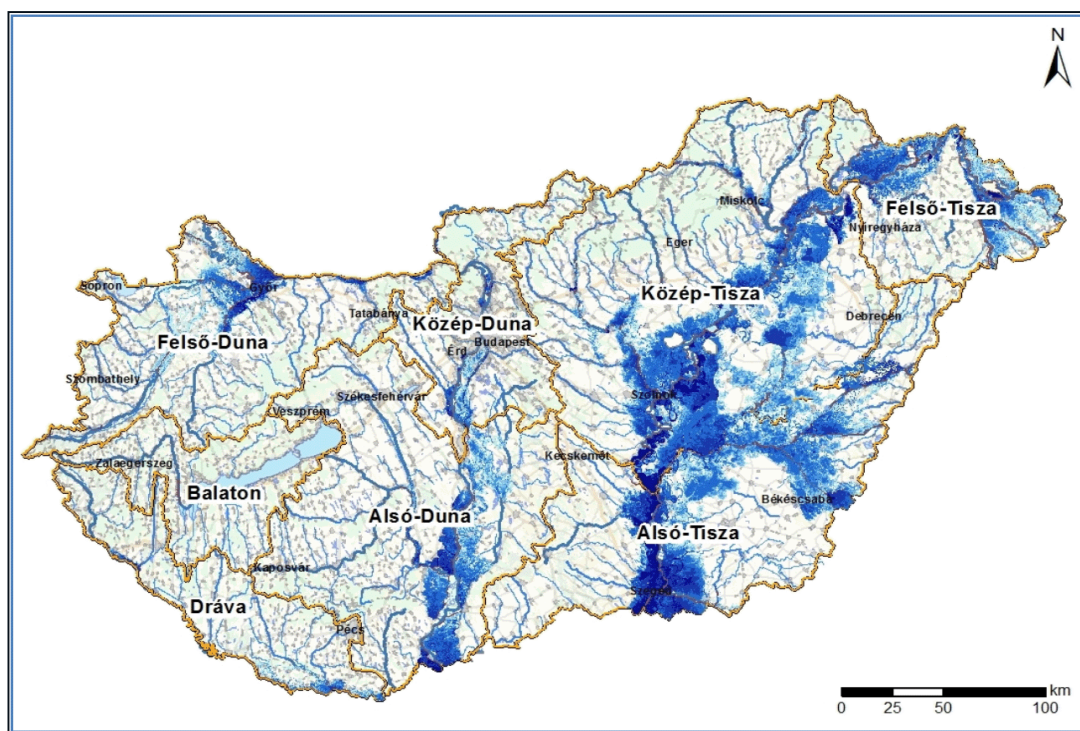 N
Miskolc
Felső-Tisza
Nyíregyháza
Eger
Sopron
Győr
Közép-Tisza
Tatabánya
Közép-Duna
Debrecen
Felső-Duna
Budapest
Érd
Szombathely
Székesfehérvár
Szolnok
Veszprém
Kecskemét
Zalaegerszeg
Balaton
Békéscsaba
Alsó-Duna
Alsó-Tisza
Kaposvár
Szeged
Dráva
Pécs
km
0 25 50 100